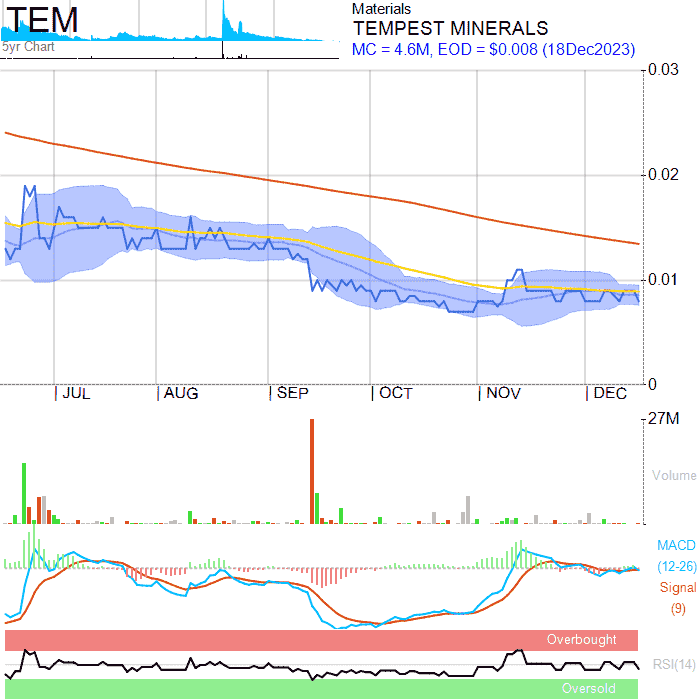 TEM
5yr Chart
Materials
TEMPEST MINERALS
MC = 4.6M, EOD = $0.008 (18Dec2023)
0.03
0.02
0.01
0
JUL AUG SEP OCT NOV DEC
27M
Volume
MACD
(12-26)
Signal
(9)
Overbought
RSI(14)
Oversold